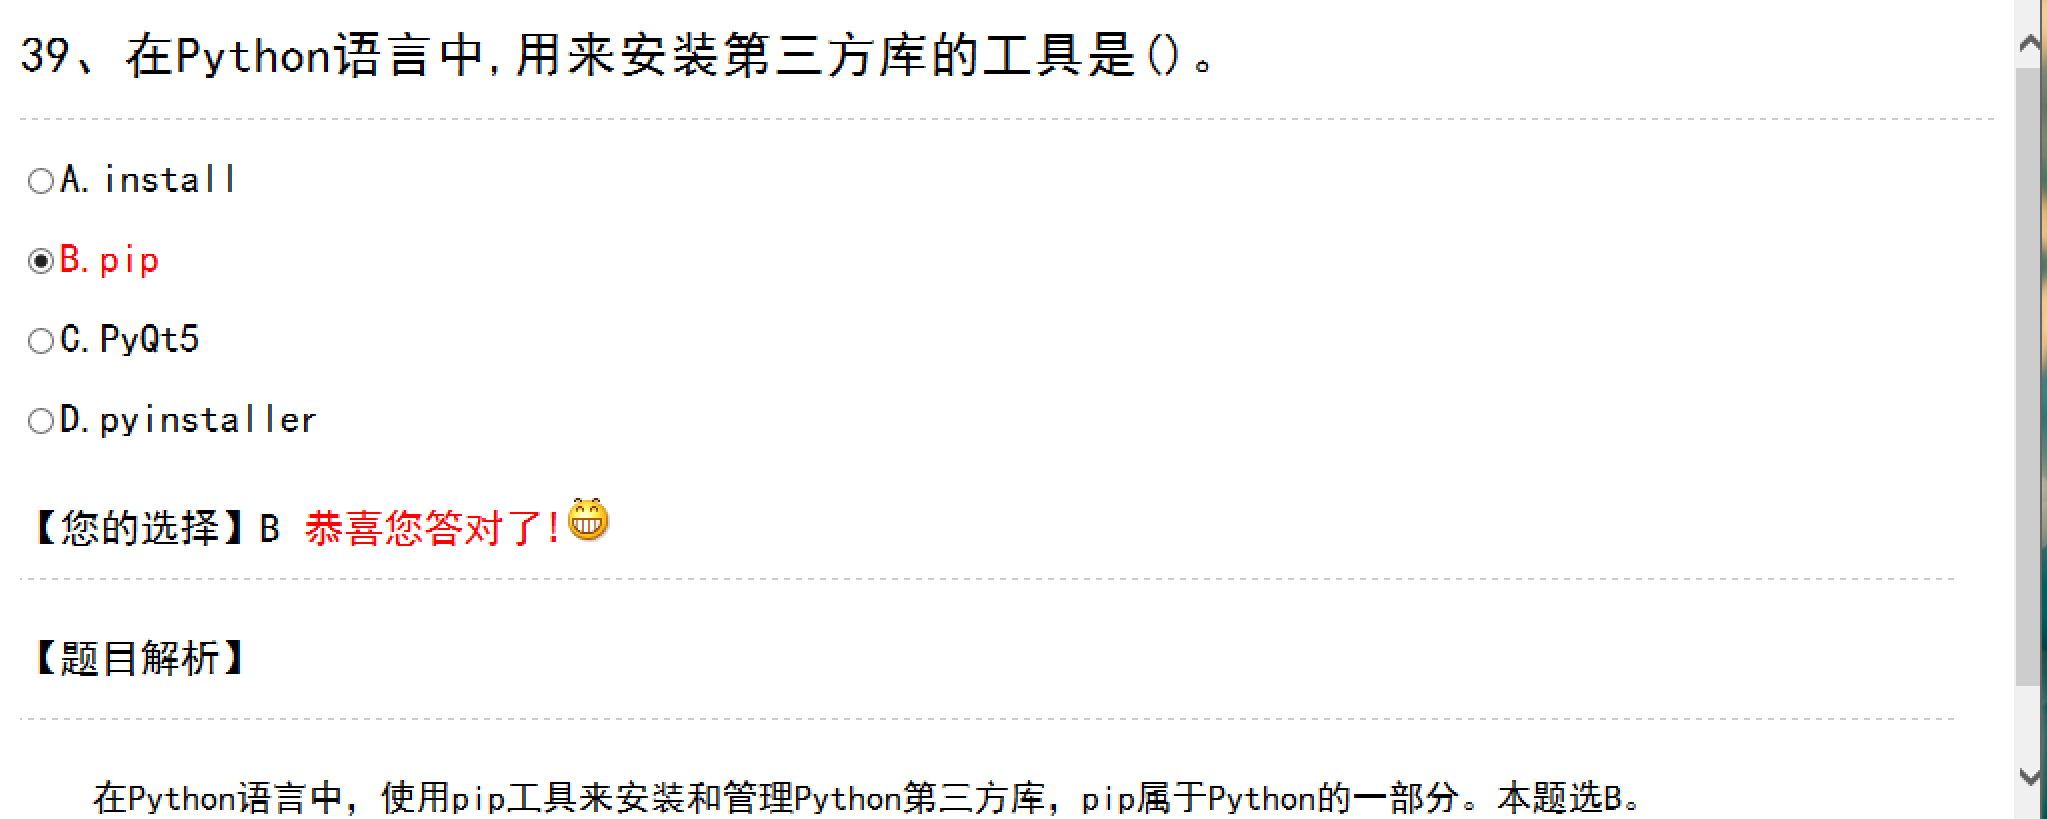 39、在Python语言中,用来安装第三方库的工具是()。
A.install
B.pip
C.PyQt5
D.pyinstaller
【您的选择】B 恭喜您答对了!
【题目解析】
在Python语言中，使用pip工具来安装和管理Python第三方库，pip属于Python的一部分。本题选B。